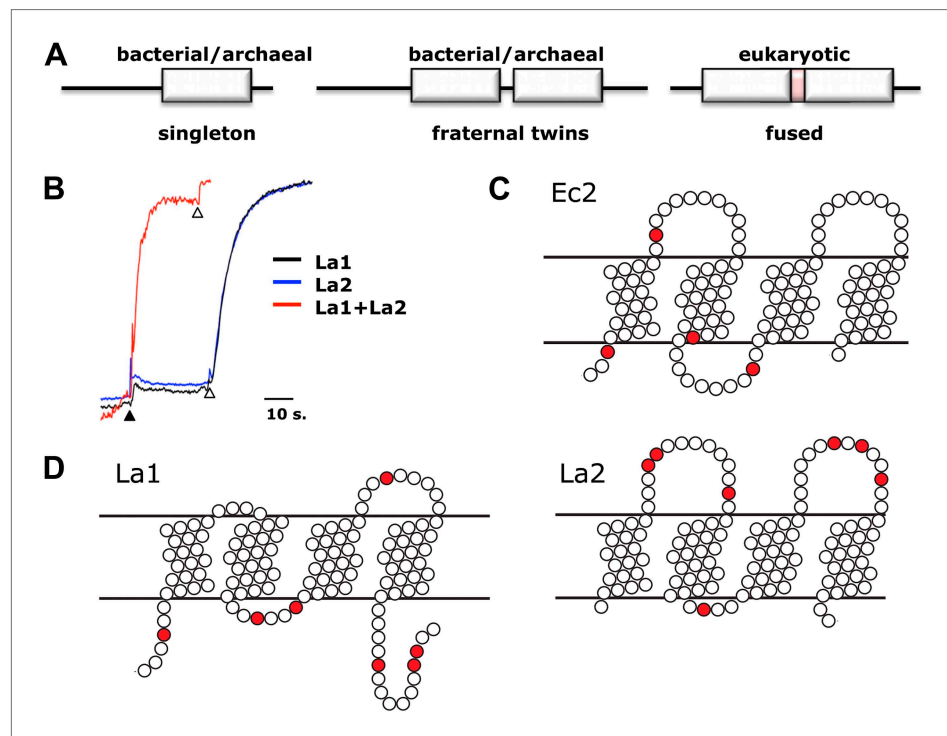 A
bacterial/archaeal
bacterial/archaeal
eukaryotic
singleton
fraternal twins
fused
B
La1
La2
La1+La2
10 s.
C
Ec2
D
La1
La2